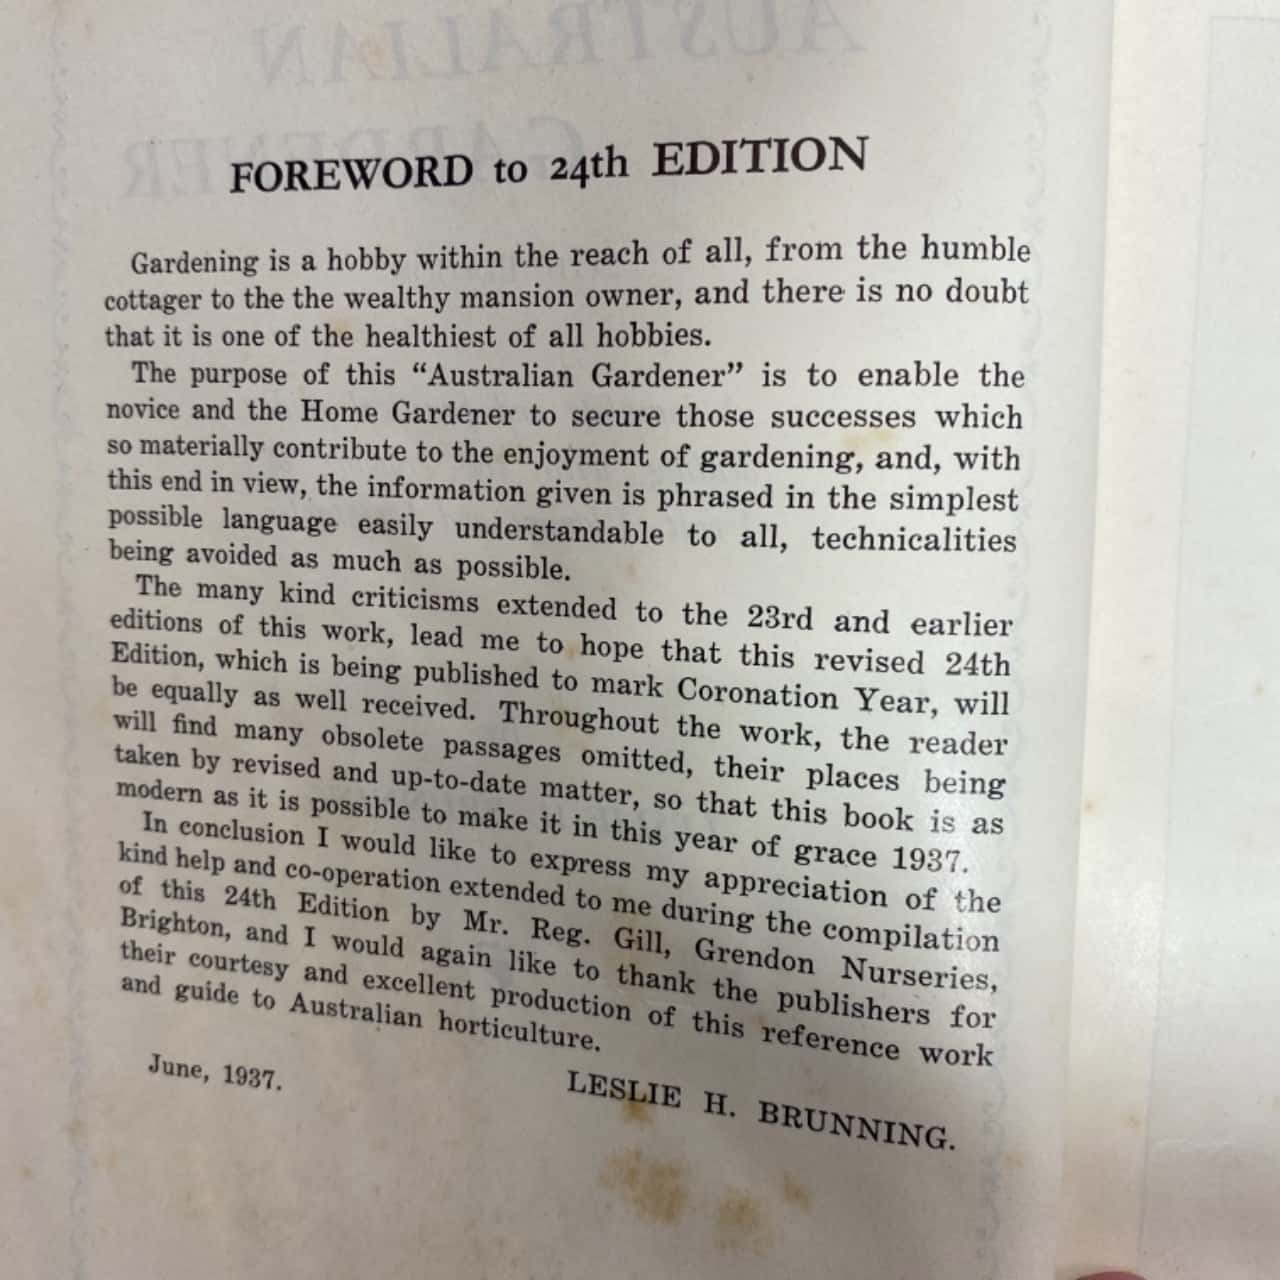 FOREWORD to 24th EDITION
Gardening is a hobby within the reach of all, from the humble
cottager to the the wealthy mansion owner, and there is no doubt
that it is one of the healthiest of all hobbies.
The purpose of this “Australian Gardener” is to enable the
novice and the Home Gardener to secure those successes which
so materially contribute to the enjoyment of gardening, and, with
this end in view, the information given is phrased in the simplest
possible language easily understandable to all, technicalities
being avoided as much as possible.
The many kind criticisms extended to the 23rd and earlier
editions of this work, lead me to hope that this revised 24th
Edition, which is being published to mark Coronation Year, will
be equally as well received. Throughout the work, the reader
will find many obsolete passages omitted, their places being
taken by revised and up-to-date matter, so that this book is as
modern as it is possible to make it in this year of grace 1937.
In conclusion I would like to express my appreciation of the
kind help and co-operation extended to me during the compilation
of this 24th Edition by Mr. Reg. Gill, Grendon Nurseries,
Brighton, and I would again like to thank the publishers for
their courtesy and excellent production of this reference work
and guide to Australian horticulture.
June, 1937.
LESLIE H. BRUNNING.